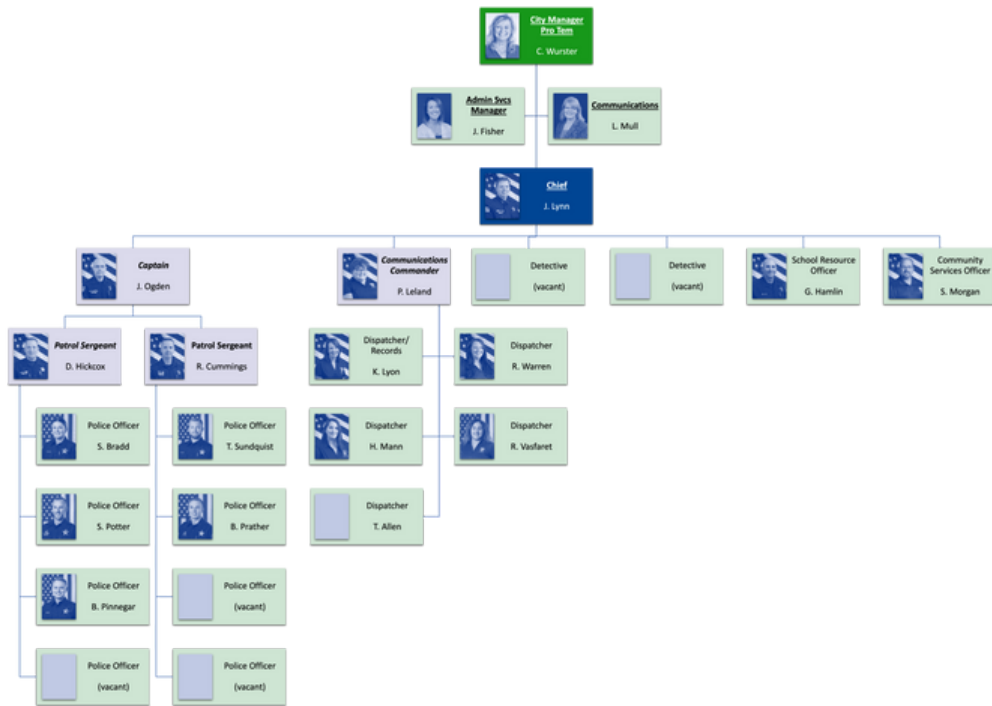 City Manager
Pro Tem
C. Wurster
Admin Svcs
Manager
J. Fisher
Communications
L. Mull
Chief
J. Lynn
Captain
J. Ogden
Communications
Commander
P. Leland
Detective
(vacant)
Detective
(vacant)
School Resource
Officer
G. Hamlin
Community
Services Officer
S. Morgan
Patrol Sergeant
D. Hickcox
Patrol Sergeant
R. Cummings
Dispatcher/
Records
K. Lyon
Dispatcher
R. Warren
Police Officer
S. Bradd
Police Officer
T. Sundquist
Dispatcher
H. Mann
Dispatcher
R. Vasfaret
Police Officer
S. Potter
Police Officer
B. Prather
Dispatcher
T. Allen
Police Officer
B. Pinnegar
Police Officer
(vacant)
Police Officer
(vacant)
Police Officer
(vacant)